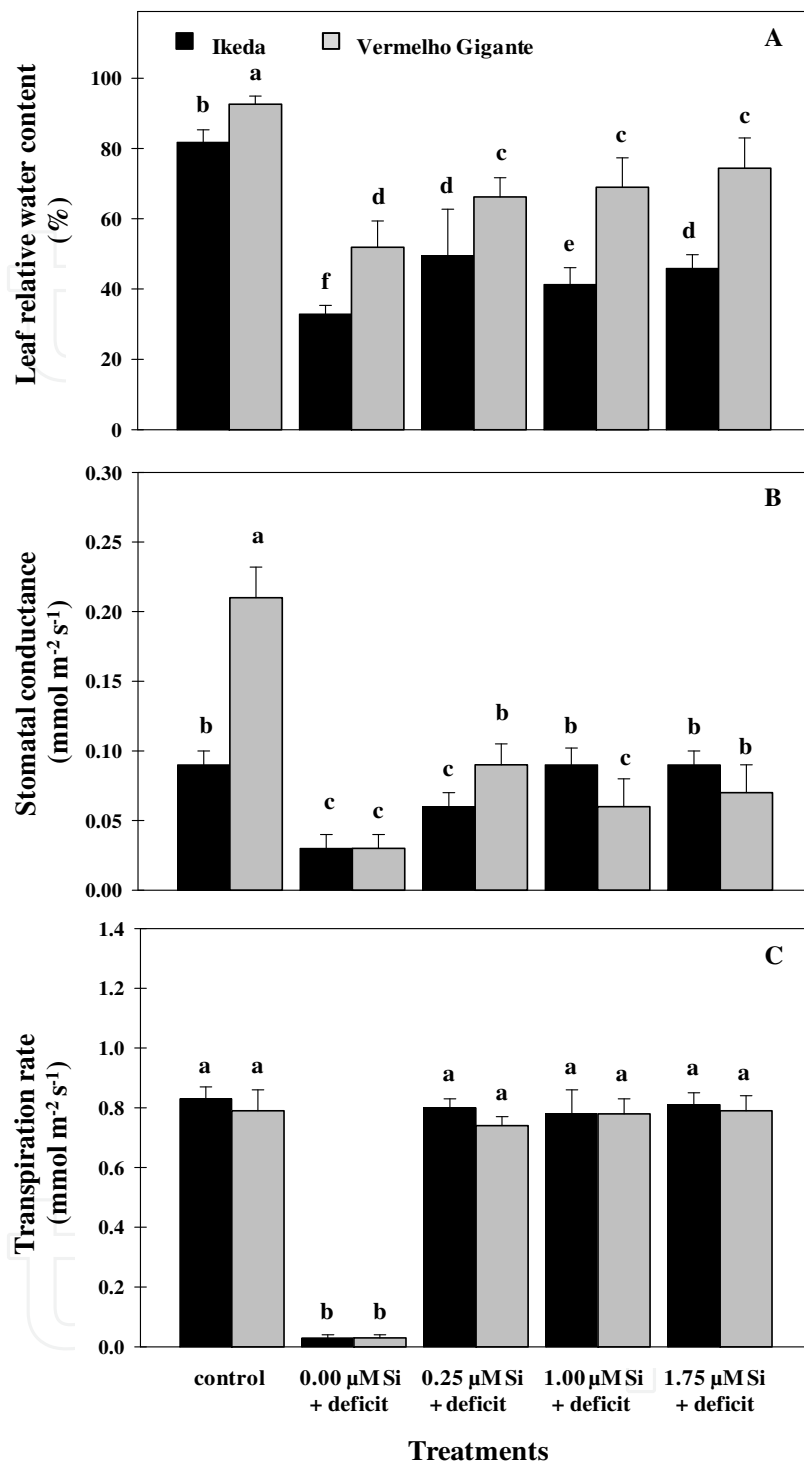 A
Ikeda
Vermelho Gigante
Leaf relative water content
(%)
100
80
60
40
20
0
b
a
f
d
d
c
e
c
d
c
B
Stomatal conductance
(mmol m⁻² s⁻¹)
0.30
0.25
0.20
0.15
0.10
0.05
0.00
b
a
c
c
c
b
b
c
b
b
C
Transpiration rate
(mmol m⁻² s⁻¹)
1.4
1.2
1.0
0.8
0.6
0.4
0.2
0.0
a
a
b
b
a
a
a
a
a
a
control
0.00 µM Si
+ deficit
0.25 µM Si
+ deficit
1.00 µM Si
+ deficit
1.75 µM Si
+ deficit
Treatments